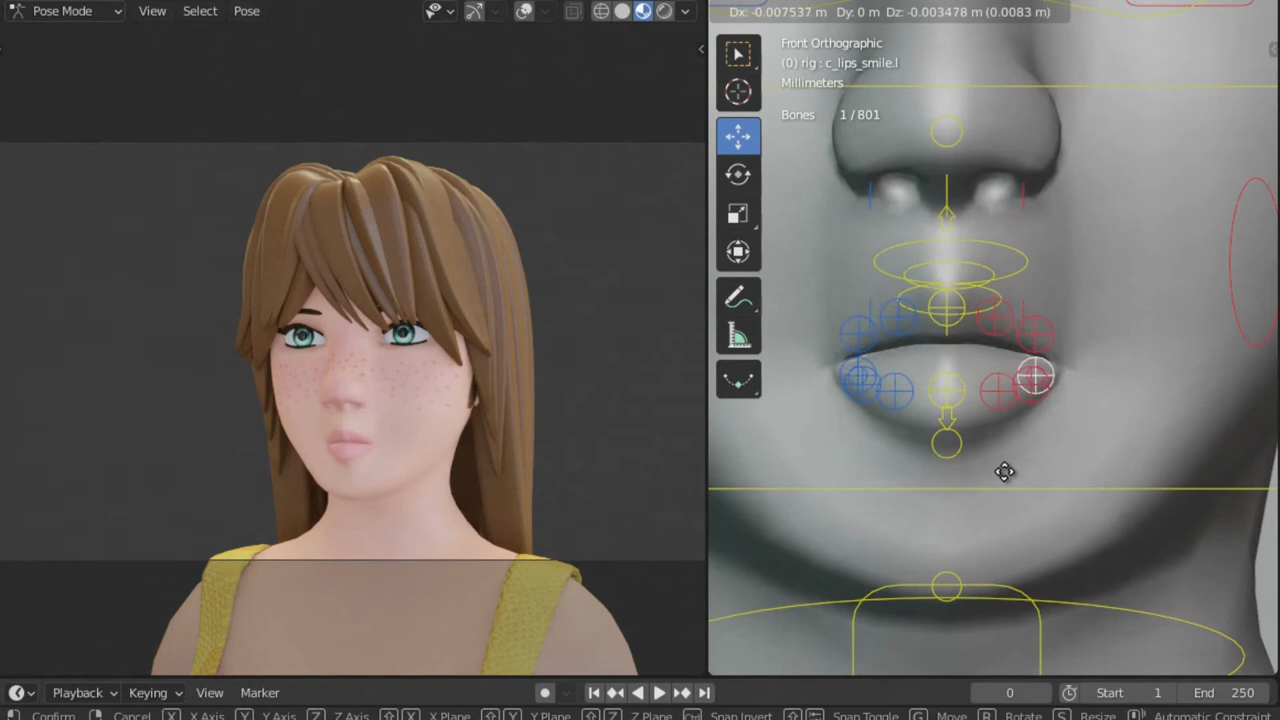 Pose Mode View Select Pose
Dx: -0.007537 m Dy: 0 m Dz: -0.003478 m (0.0083 m)
Front Orthographic
(0) rig : c_lips_smile.l
Millimeters
Bones 1 / 801
Playback Keying View Marker 0 Start 1 End 250
Confirm Cancel X X Axis Y Y Axis Z Z Axis X X Plane Y Y Plane Z Z Plane Ctrl Snap Invert Snap Toggle G Move R Rotate S Resize Automatic Constraint